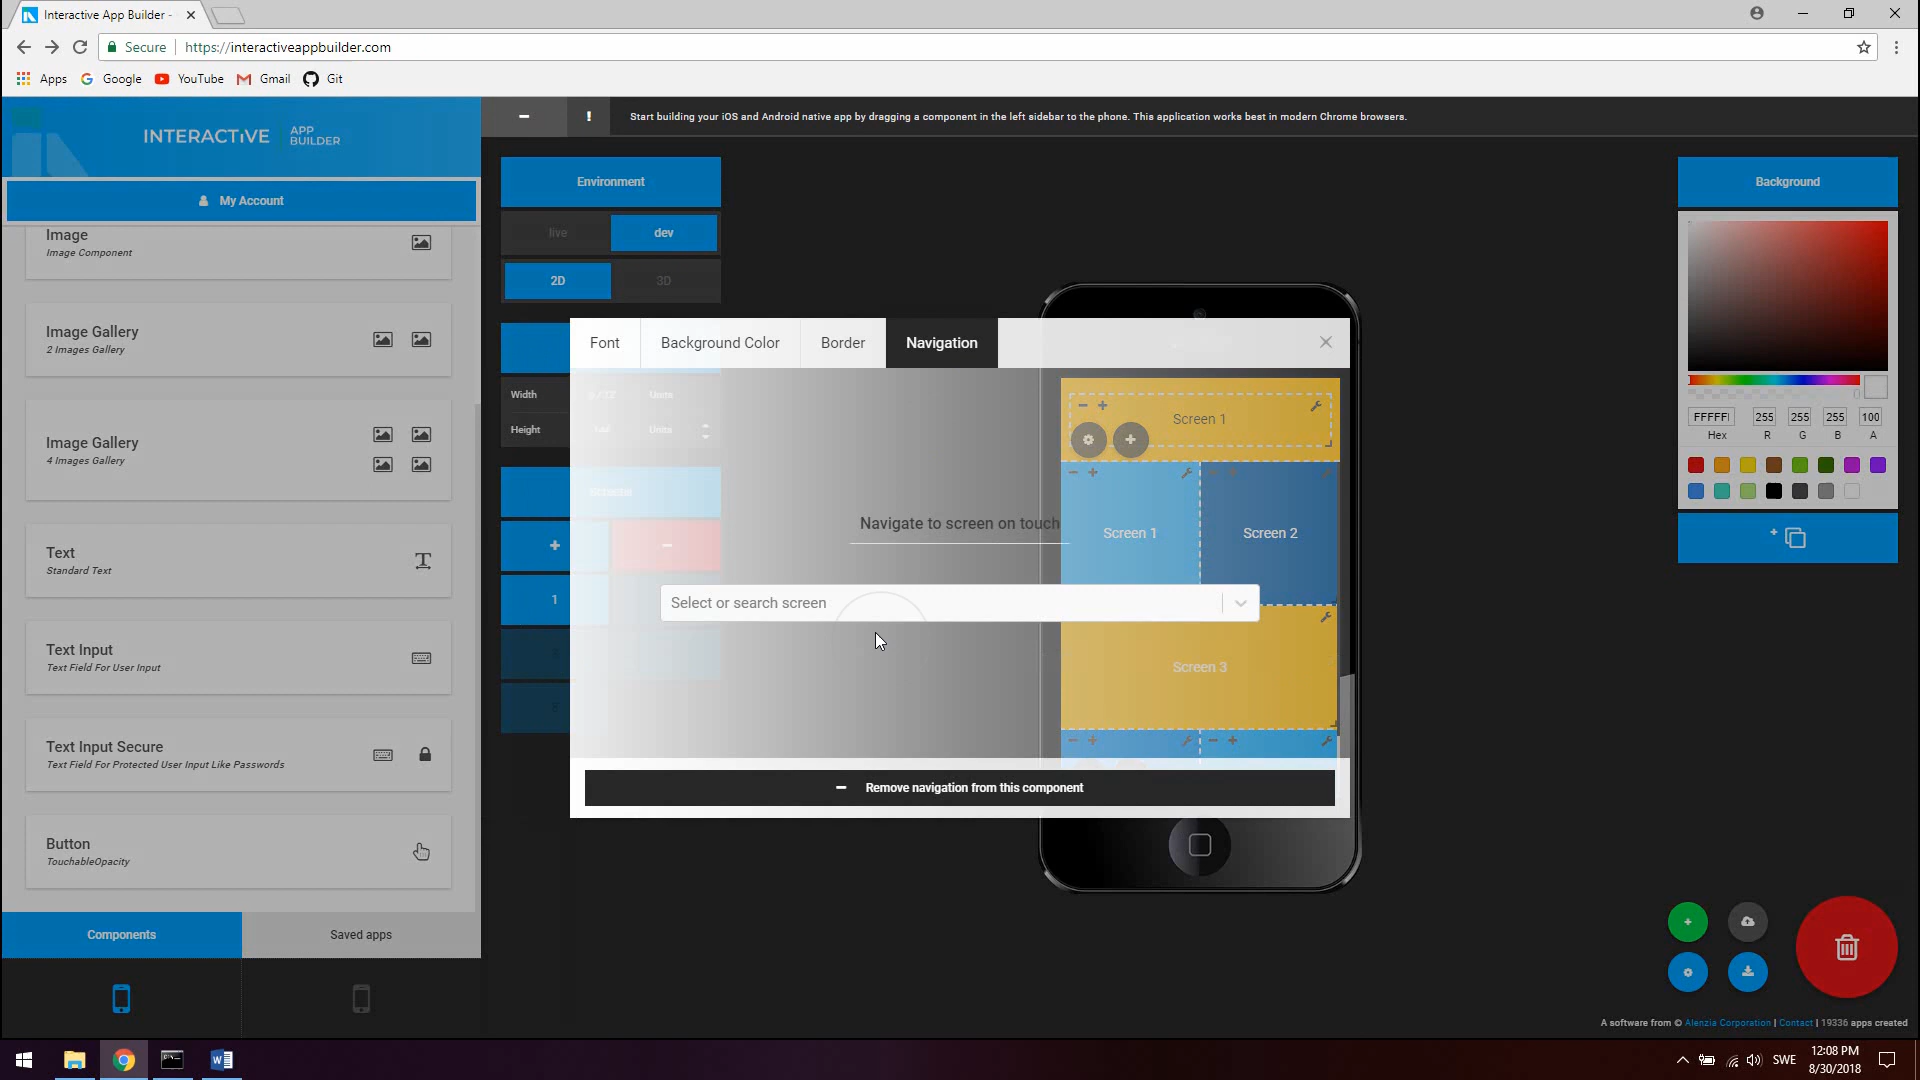 Interactive App Builder -
Secure
https://interactiveappbuilder.com
Apps
Google
YouTube
Gmail
Git
INTERACTIVE
APP
BUILDER
Start building your iOS and Android native app by dragging a component in the left sidebar to the phone. This application works best in modern Chrome browsers.
My Account
Image
Image Component
Image Gallery
2 Images Gallery
Image Gallery
4 Images Gallery
Text
Standard Text
Text Input
Text Field For User Input
Text Input Secure
Text Field For Protected User Input Like Passwords
Button
TouchableOpacity
Components
Saved apps
Environment
live
dev
2D
3D
Width
Units
Height
Units
Screens
1
Font
Background Color
Border
Navigation
Navigate to screen on touch
Select or search screen
Remove navigation from this component
Screen 1
Screen 1
Screen 2
Screen 3
Background
FFFFF
255
255
255
100
Hex
R
G
B
A
A software from © Alenzia Corporation | Contact | 19336 apps created
SWE
12:08 PM
8/30/2018